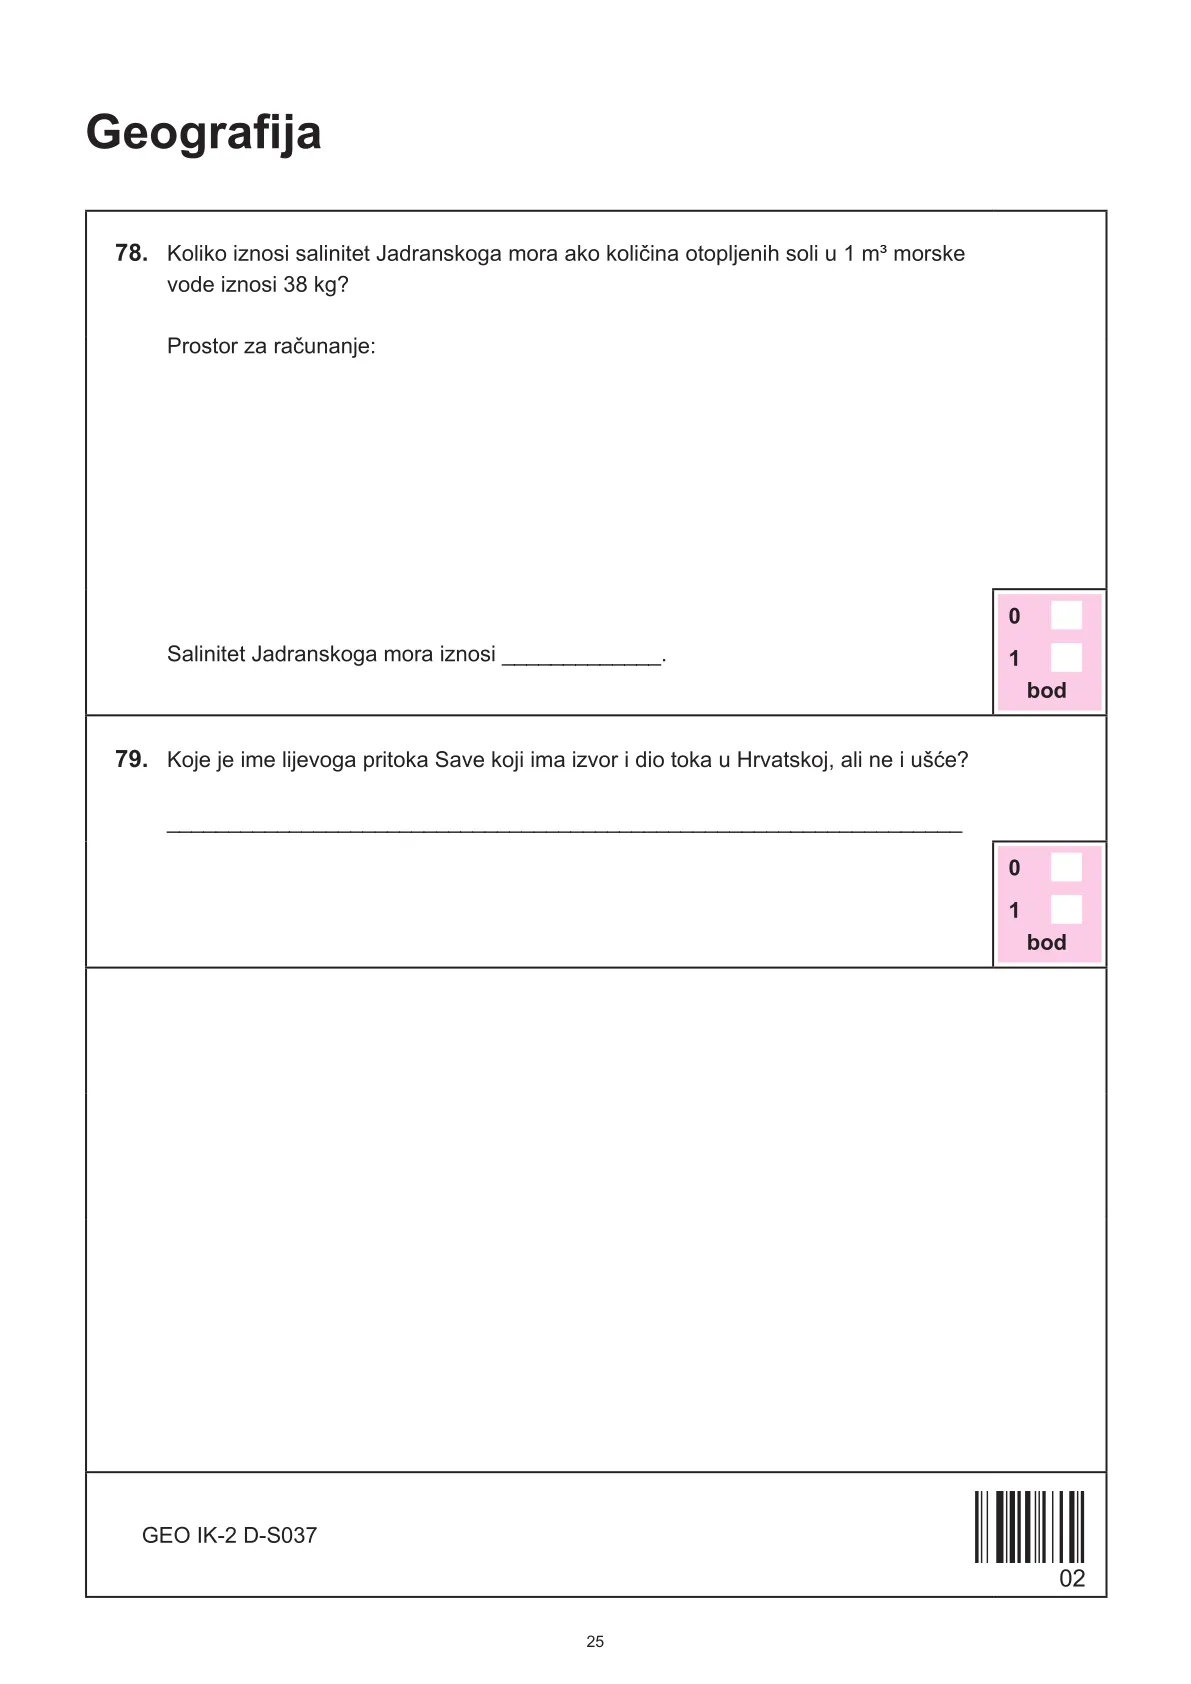 Geografija
78. Koliko iznosi salinitet Jadranskoga mora ako količina otopljenih soli u 1 m³ morske
vode iznosi 38 kg?
Prostor za računanje:
Salinitet Jadranskoga mora iznosi _____________.
0
1
bod
79. Koje je ime lijevoga pritoka Save koji ima izvor i dio toka u Hrvatskoj, ali ne i ušće?
_________________________________________________________________
0
1
bod
GEO IK-2 D-S037
02
25